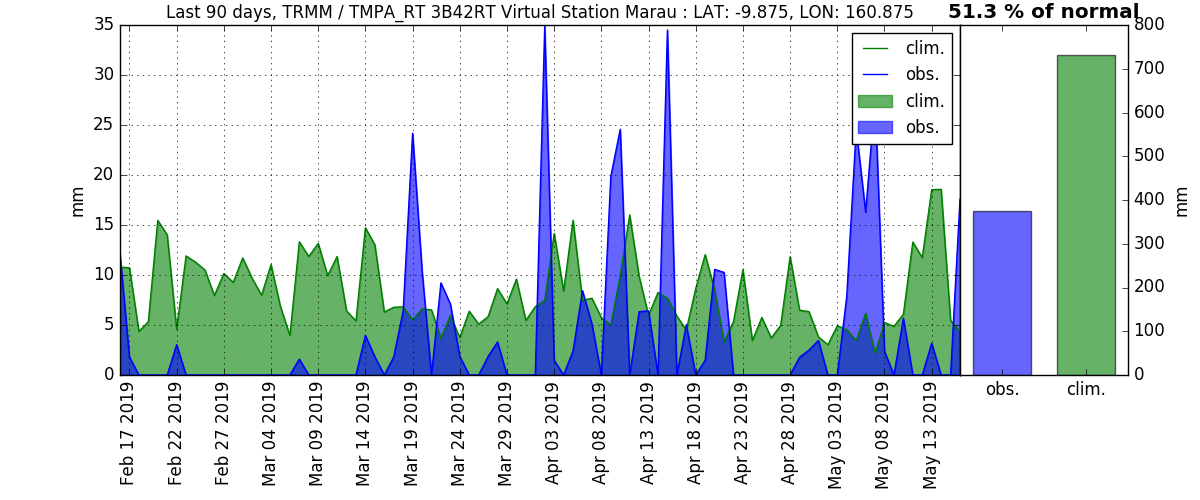 Last 90 days, TRMM / TMPA_RT 3B42RT Virtual Station Marau : LAT: -9.875, LON: 160.875
51.3 % of normal
35
30
25
20
15
10
5
0
mm
clim.
obs.
clim.
obs.
800
700
600
500
400
300
200
100
0
mm
Feb 17 2019
Feb 22 2019
Feb 27 2019
Mar 04 2019
Mar 09 2019
Mar 14 2019
Mar 19 2019
Mar 24 2019
Mar 29 2019
Apr 03 2019
Apr 08 2019
Apr 13 2019
Apr 18 2019
Apr 23 2019
Apr 28 2019
May 03 2019
May 08 2019
May 13 2019
obs.
clim.